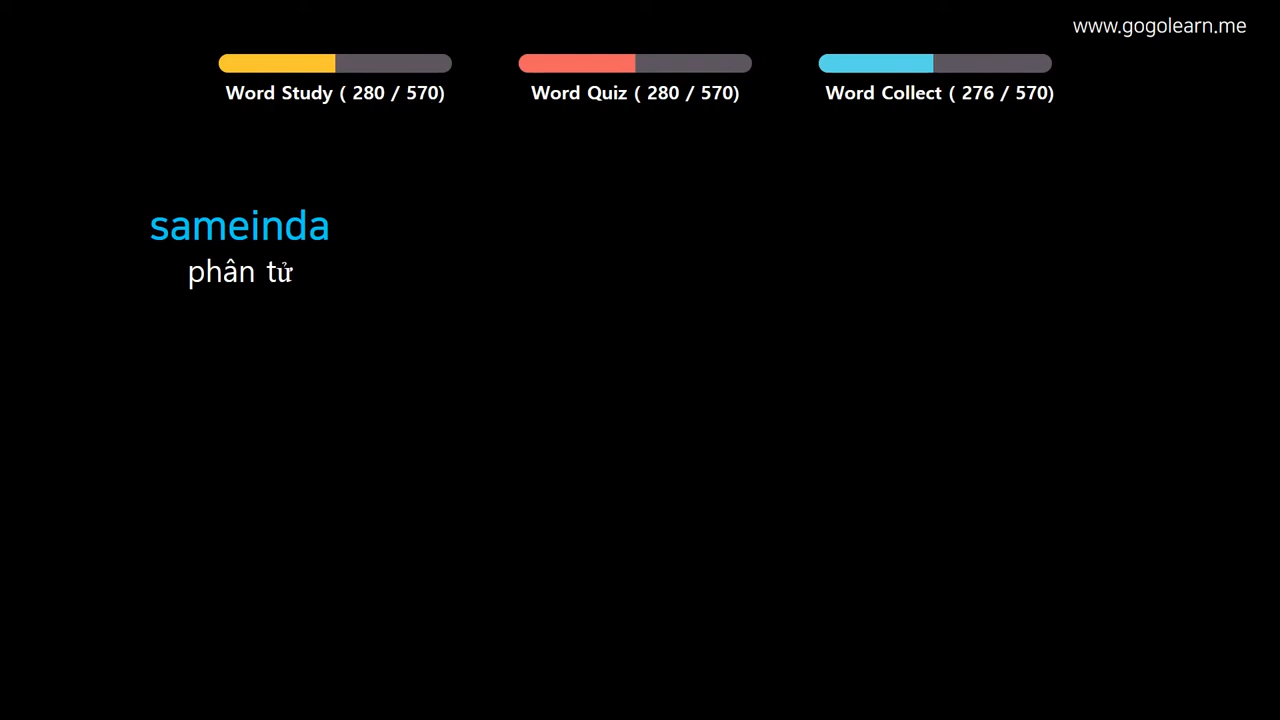 www.gogolearn.me
Word Study ( 280 / 570)
Word Quiz ( 280 / 570)
Word Collect ( 276 / 570)
sameinda
phân tử